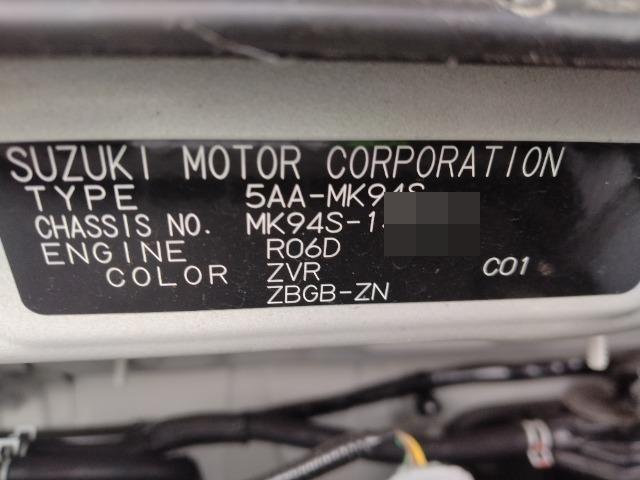 SUZUKI MOTOR CORPORATION
TYPE 5AA-MK94S
CHASSIS NO. MK94S-1
ENGINE R06D
COLOR ZVR C01
ZBGB-ZN